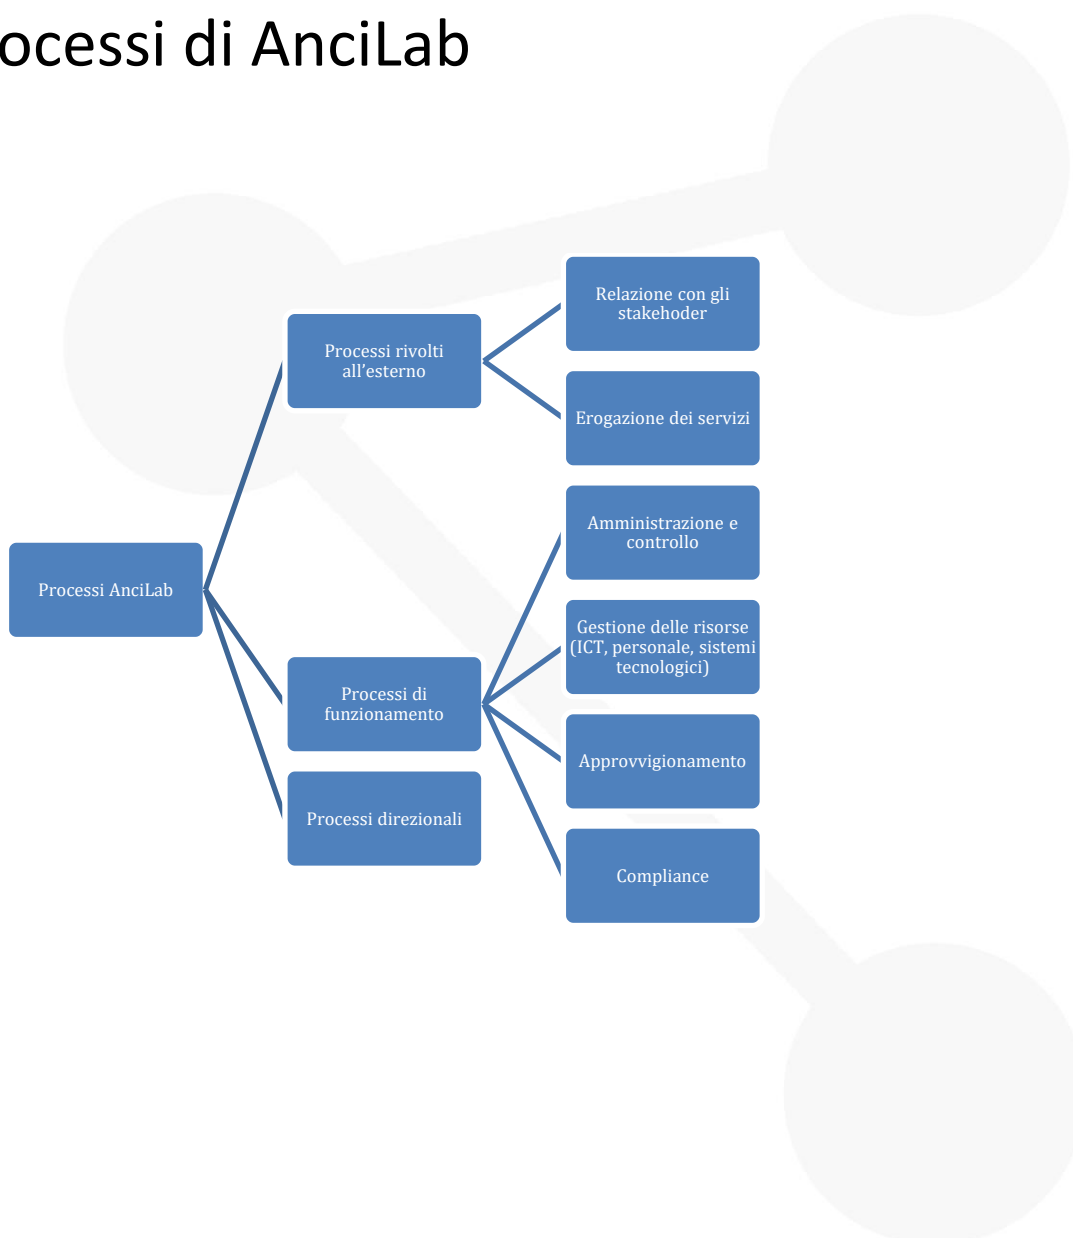 ocessi di AnciLab
Relazione con gli
stakehoder
Processi rivolti
all’esterno
Erogazione dei servizi
Amministrazione e
controllo
Processi AnciLab
Gestione delle risorse
(ICT, personale, sistemi
tecnologici)
Processi di
funzionamento
Approvvigionamento
Processi direzionali
Compliance